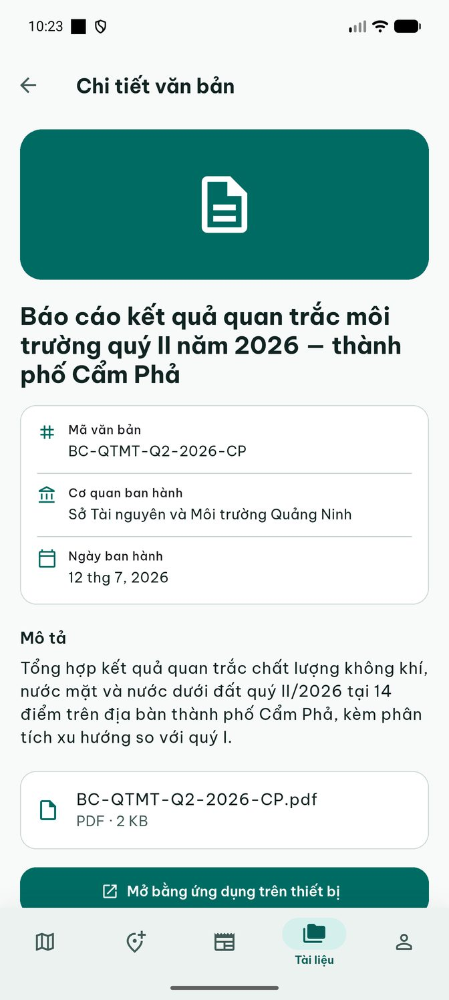 10:23
Chi tiết văn bản
Báo cáo kết quả quan trắc môi
trường quý II năm 2026 — thành
phố Cẩm Phả
Mã văn bản
BC-QTMT-Q2-2026-CP
Cơ quan ban hành
Sở Tài nguyên và Môi trường Quảng Ninh
Ngày ban hành
12 thg 7, 2026
Mô tả
Tổng hợp kết quả quan trắc chất lượng không khí,
nước mặt và nước dưới đất quý II/2026 tại 14
điểm trên địa bàn thành phố Cẩm Phả, kèm phân
tích xu hướng so với quý I.
BC-QTMT-Q2-2026-CP.pdf
PDF · 2 KB
Mở bằng ứng dụng trên thiết bị
Tài liệu